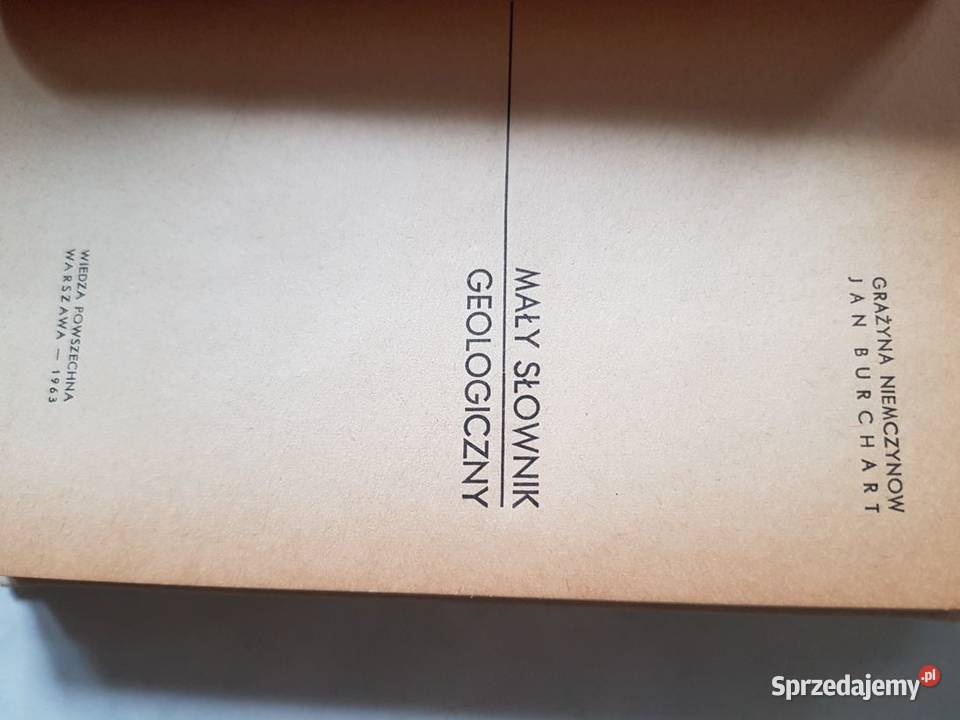 GRAŻYNA NIEMCZYNOW
JAN BURCHART
MAŁY SŁOWNIK
GEOLOGICZNY
WIEDZA POWSZECHNA
WARSZAWA — 1963
Sprzedajemy.pl